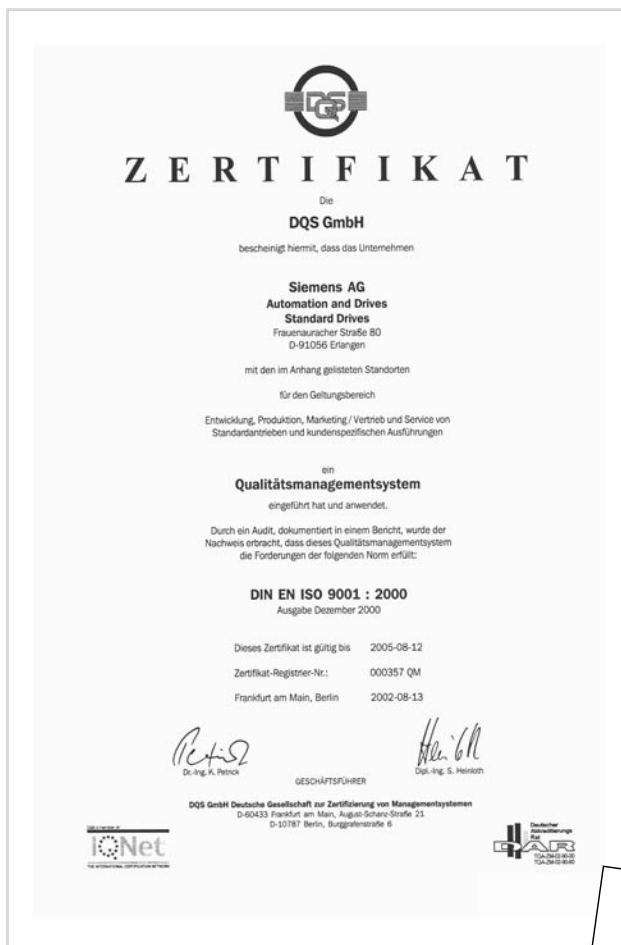 DQS
ZERTIFIKAT
Die
DQS GmbH
bescheinigt hiermit, dass das Unternehmen
Siemens AG
Automation and Drives
Standard Drives
Frauenauracher Straße 80
D-91056 Erlangen
mit den im Anhang gelisteten Standorten
für den Geltungsbereich
Entwicklung, Produktion, Marketing / Vertrieb und Service von
Standardantrieben und kundenspezifischen Ausführungen
ein
Qualitätsmanagementsystem
eingeführt hat und anwendet.
Durch ein Audit, dokumentiert in einem Bericht, wurde der
Nachweis erbracht, dass dieses Qualitätsmanagementsystem
die Forderungen der folgenden Norm erfüllt:
DIN EN ISO 9001 : 2000
Ausgabe Dezember 2000
Dieses Zertifikat ist gültig bis 2005-08-12
Zertifikat-Registrier-Nr.: 000357 QM
Frankfurt am Main, Berlin 2002-08-13
Dr.-Ing. K. Petrick Dipl.-Ing. S. Heinloth
GESCHÄFTSFÜHRER
DQS GmbH Deutsche Gesellschaft zur Zertifizierung von Managementsystemen
D-60433 Frankfurt am Main, August-Schanz-Straße 21
D-10787 Berlin, Burggrafenstraße 6
IQNet
THE INTERNATIONAL CERTIFICATION NETWORK
Deutscher
Akkreditierungs
Rat
DAR